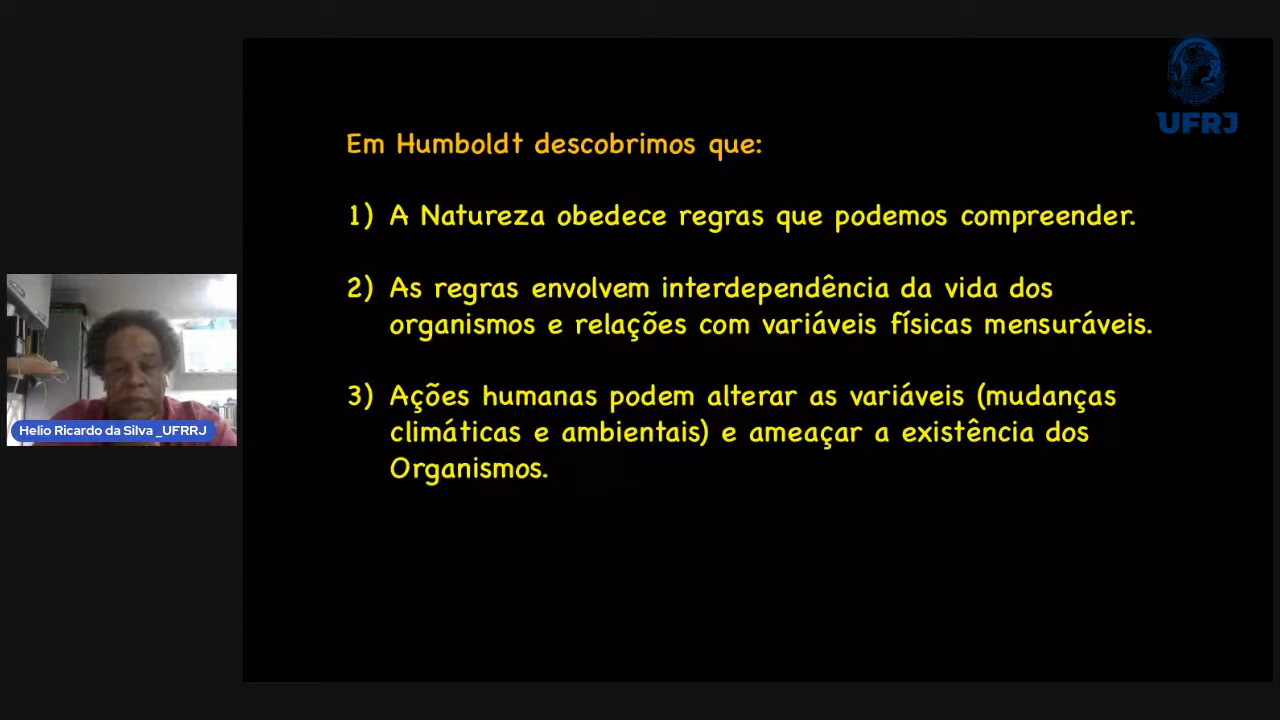 UFRJ
Em Humboldt descobrimos que:
1) A Natureza obedece regras que podemos compreender.
2) As regras envolvem interdependência da vida dos
organismos e relações com variáveis físicas mensuráveis.
3) Ações humanas podem alterar as variáveis (mudanças
climáticas e ambientais) e ameaçar a existência dos
Organismos.
Helio Ricardo da Silva _UFRRJ